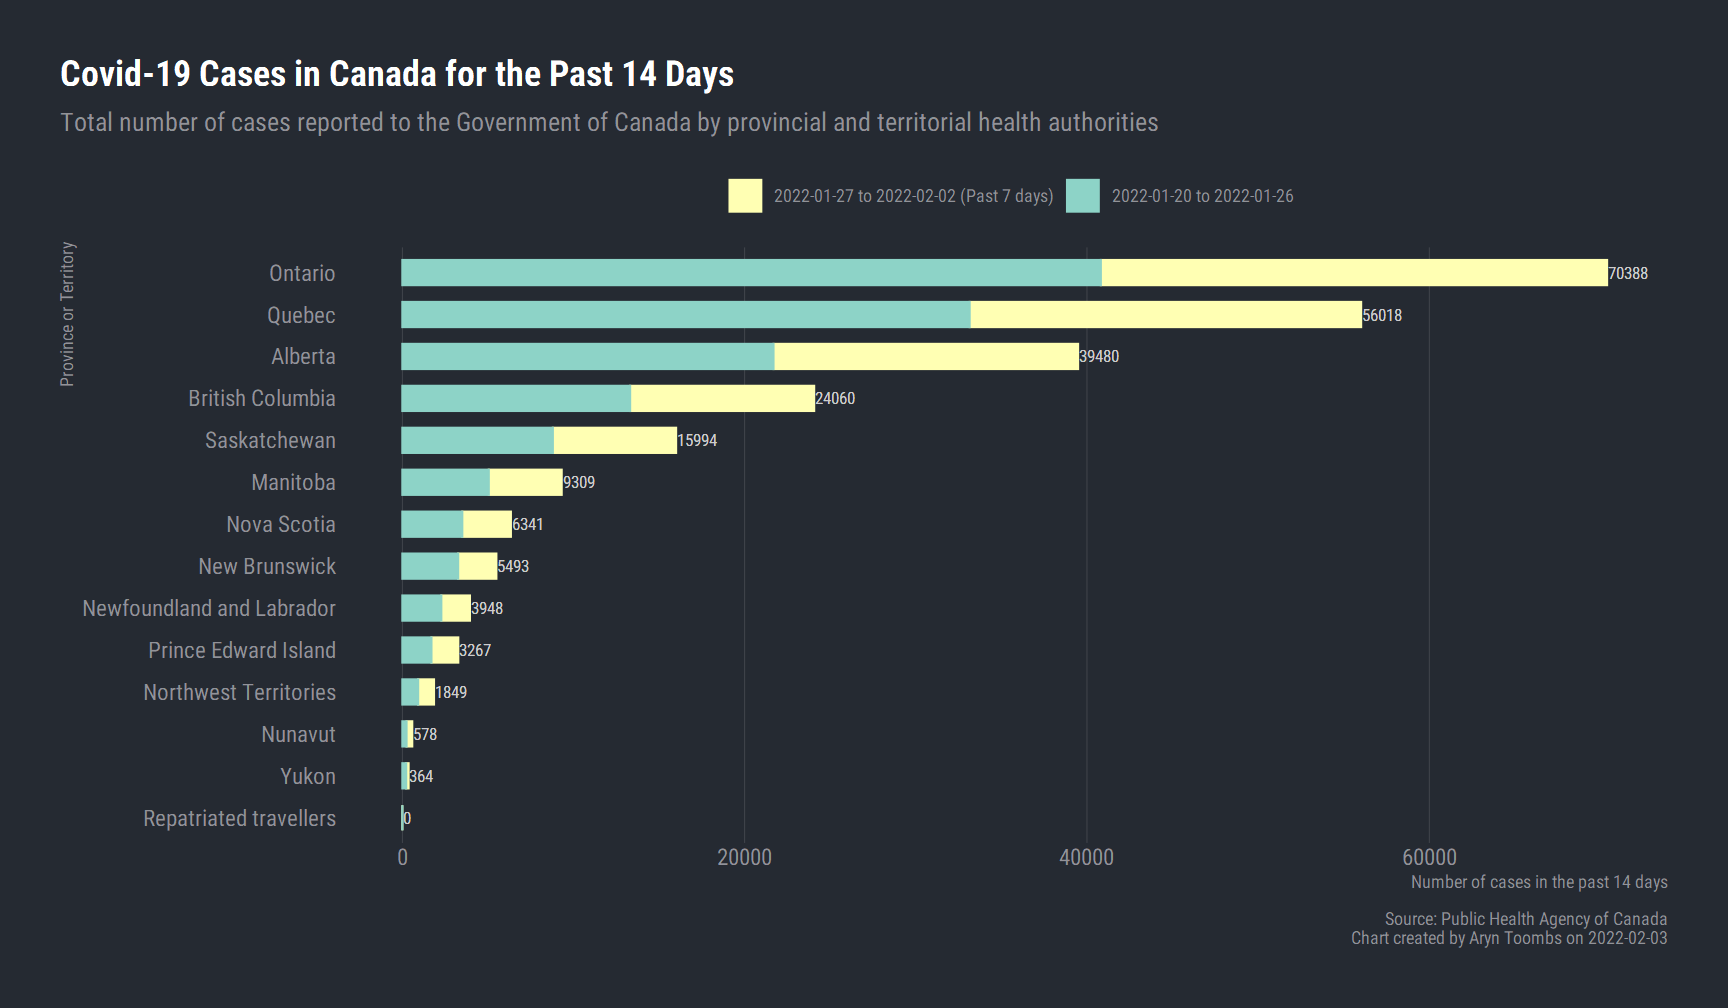 Covid-19 Cases in Canada for the Past 14 Days
Total number of cases reported to the Government of Canada by provincial and territorial health authorities
2022-01-27 to 2022-02-02 (Past 7 days)
2022-01-20 to 2022-01-26
Province or Territory
Ontario 70388
Quebec 56018
Alberta 39480
British Columbia 24060
Saskatchewan 15994
Manitoba 9309
Nova Scotia 6341
New Brunswick 5493
Newfoundland and Labrador 3948
Prince Edward Island 3267
Northwest Territories 1849
Nunavut 578
Yukon 364
Repatriated travellers 0
0 20000 40000 60000
Number of cases in the past 14 days
Source: Public Health Agency of Canada
Chart created by Aryn Toombs on 2022-02-03